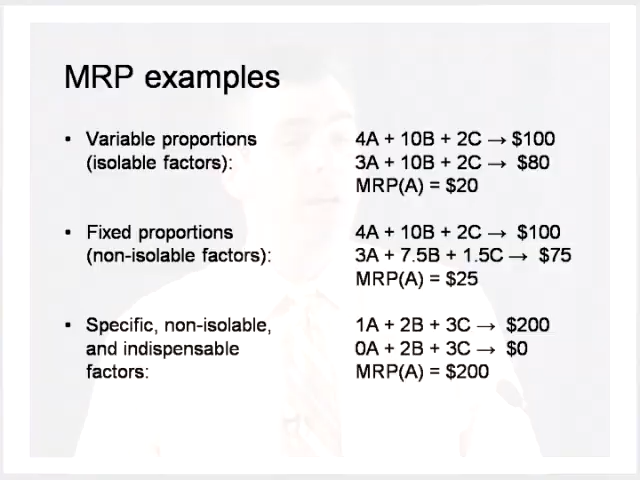 MRP examples
• Variable proportions
(isolable factors):
4A + 10B + 2C → $100
3A + 10B + 2C → $80
MRP(A) = $20
• Fixed proportions
(non-isolable factors):
4A + 10B + 2C → $100
3A + 7.5B + 1.5C → $75
MRP(A) = $25
• Specific, non-isolable,
and indispensable
factors:
1A + 2B + 3C → $200
0A + 2B + 3C → $0
MRP(A) = $200